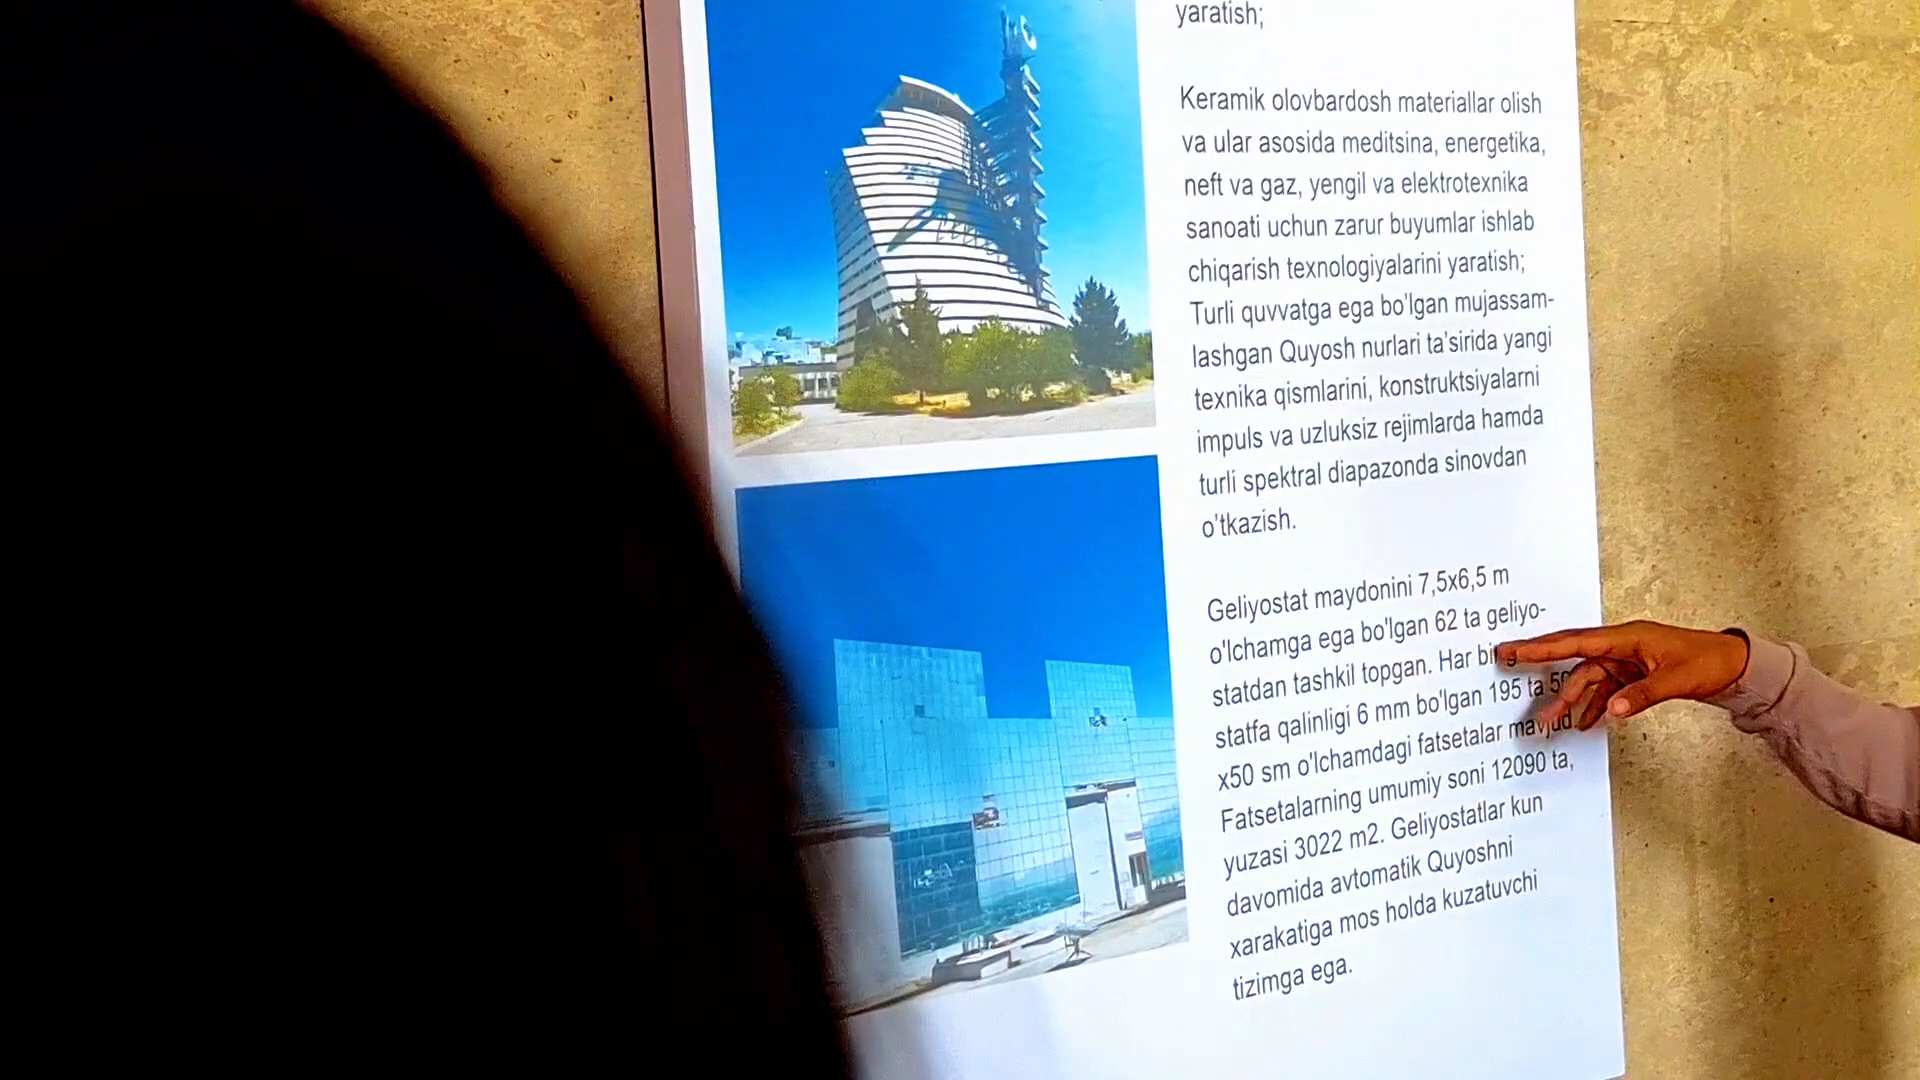 yaratish;
Keramik olovbardosh materiallar olish
va ular asosida meditsina, energetika,
neft va gaz, yengil va elektrotexnika
sanoati uchun zarur buyumlar ishlab
chiqarish texnologiyalarini yaratish;
Turli quvvatga ega bo'lgan mujassam-
lashgan Quyosh nurlari ta'sirida yangi
texnika qismlarini, konstruktsiyalarni
impuls va uzluksiz rejimlarda hamda
turli spektral diapazonda sinovdan
o'tkazish.
Geliyostat maydonini 7,5x6,5 m
o'lchamga ega bo'lgan 62 ta geliyo-
statdan tashkil topgan. Har bir
statfa qalinligi 6 mm bo'lgan 195 ta
x50 sm o'lchamdagi fatsetalar mavjud.
Fatsetalarning umumiy soni 12090 ta,
yuzasi 3022 m2. Geliyostatlar kun
davomida avtomatik Quyoshni
xarakatiga mos holda kuzatuvchi
tizimga ega.